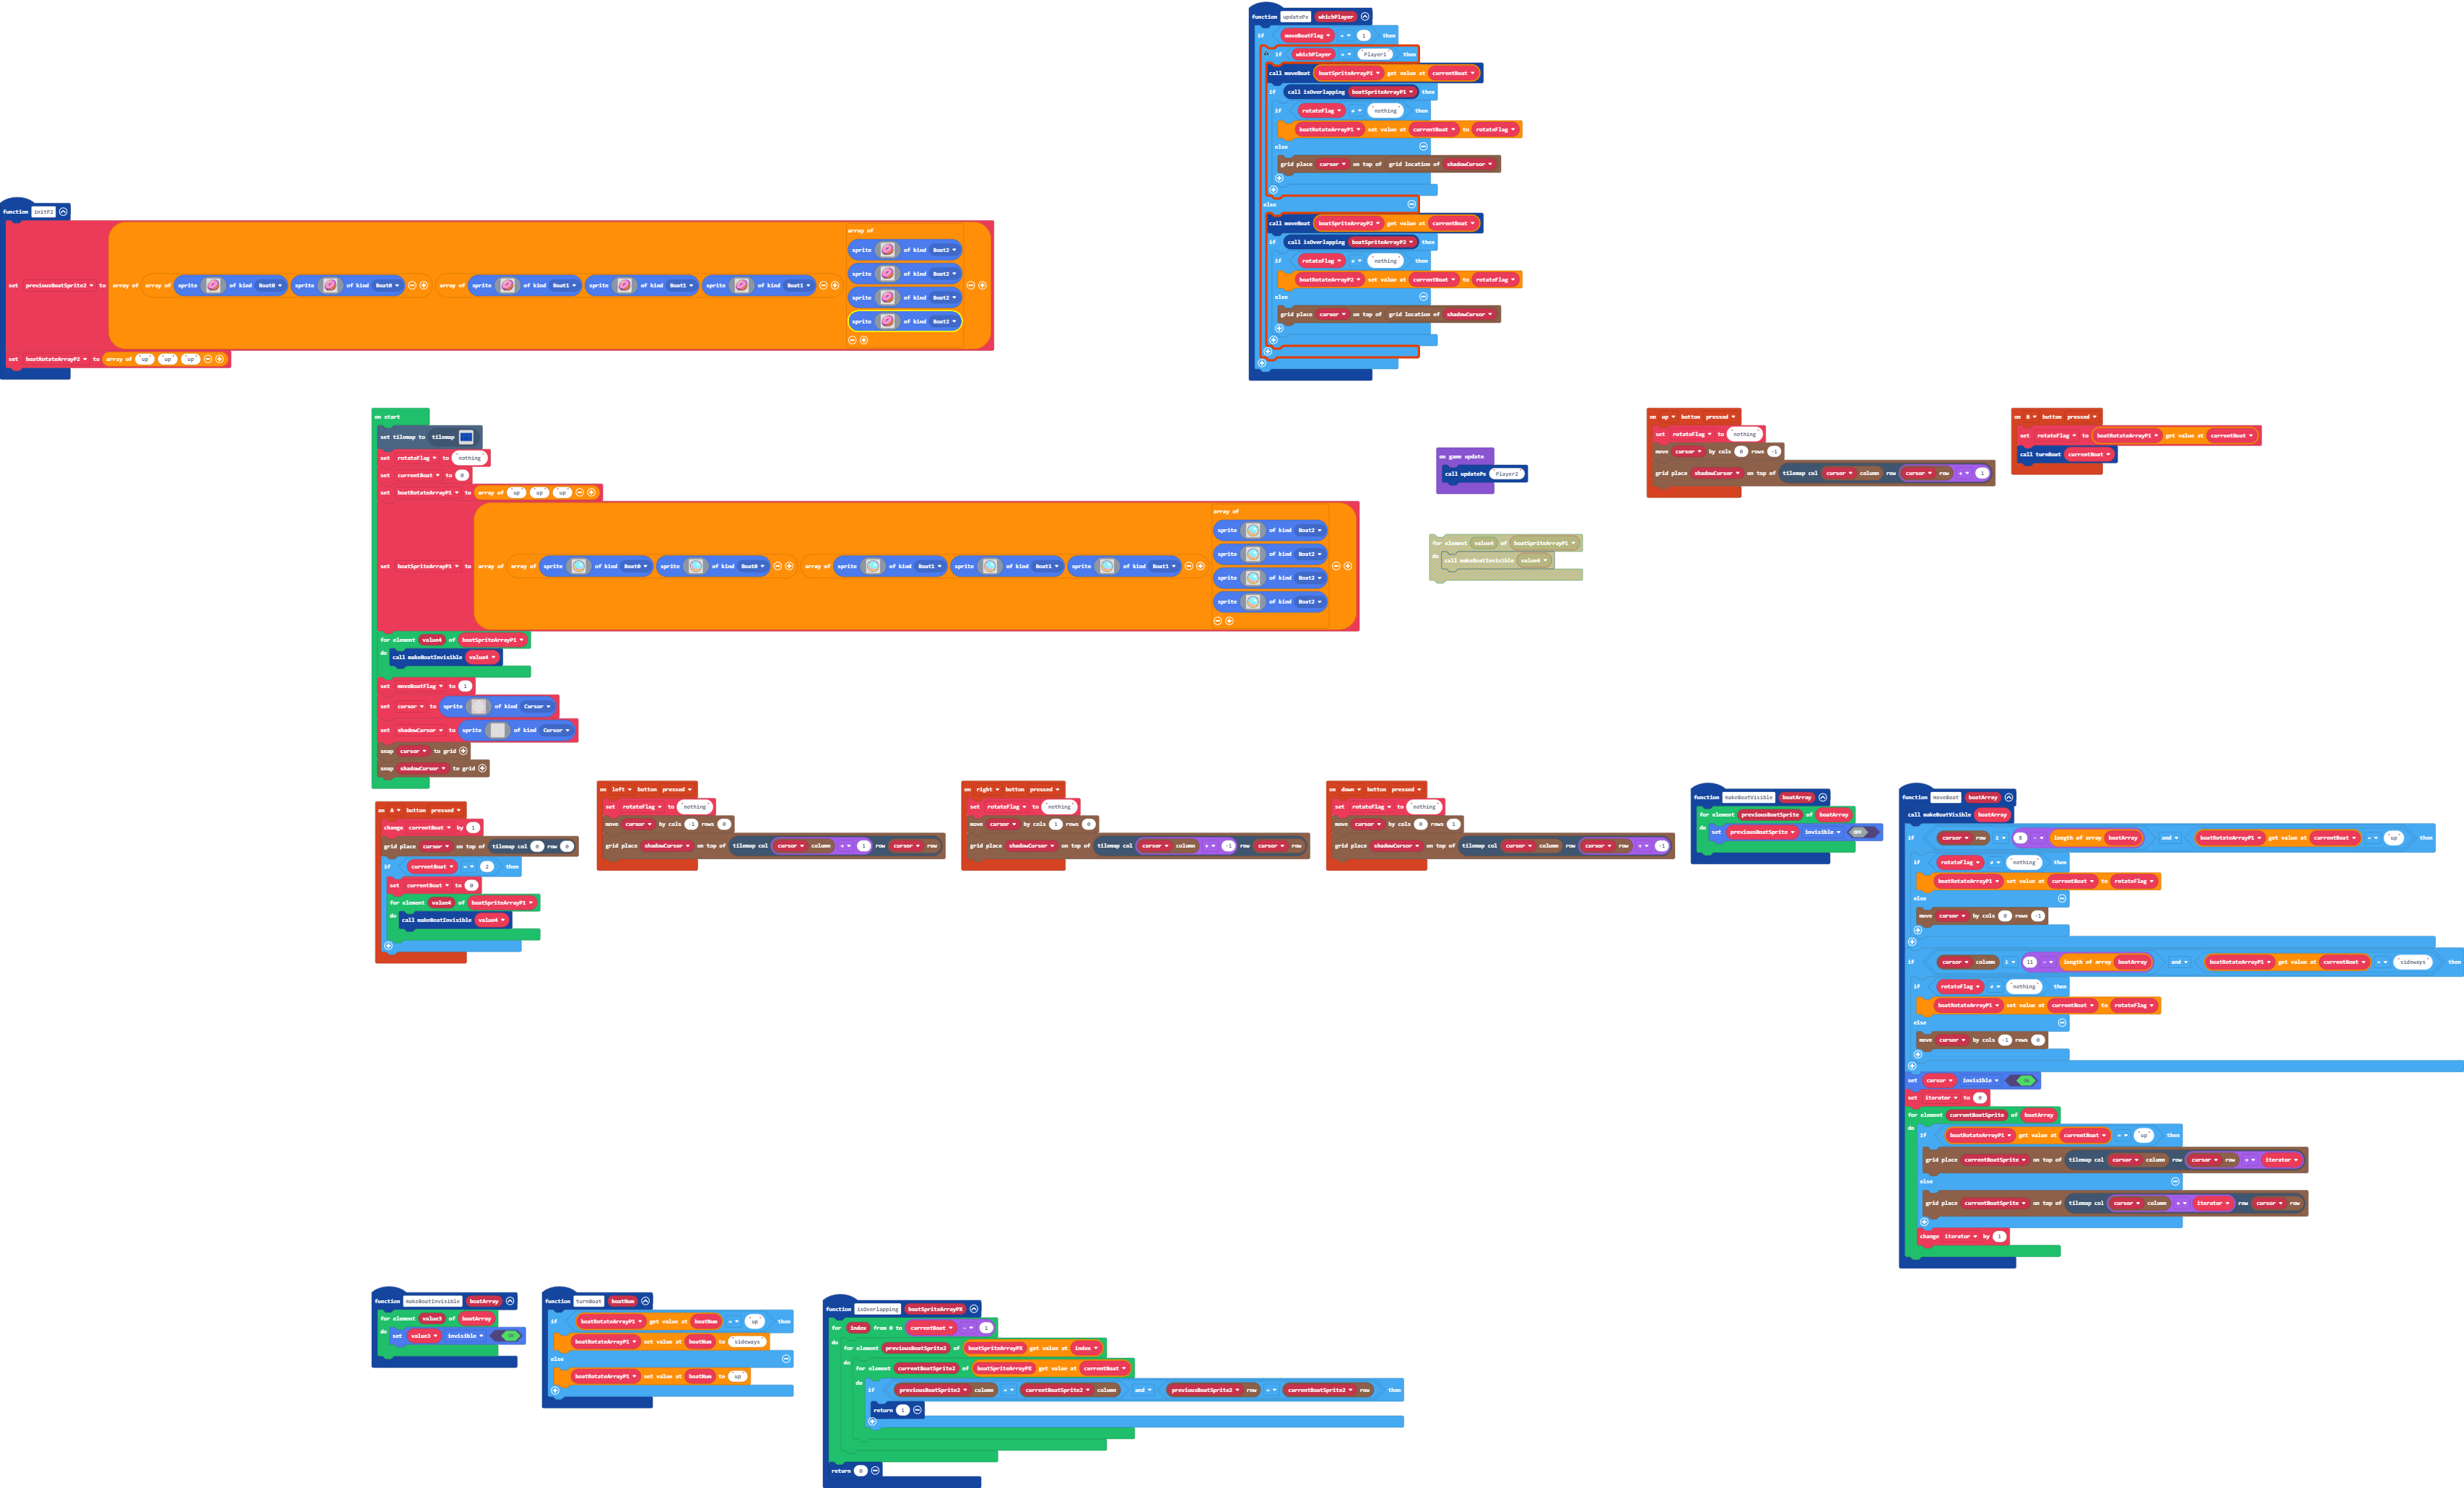 function updatePx whichPlayer
if moveBoatFlag = 1 then
if whichPlayer = "Player1" then
call moveBoat boatSpriteArrayP1 get value at currentBoat
if call isOverlapping boatSpriteArrayP1 then
if rotateFlag ≠ "nothing" then
boatRotateArrayP1 set value at currentBoat to rotateFlag
else
grid place cursor on top of grid location of shadowCursor
else
call moveBoat boatSpriteArrayP2 get value at currentBoat
if call isOverlapping boatSpriteArrayP2 then
if rotateFlag ≠ "nothing" then
boatRotateArrayP2 set value at currentBoat to rotateFlag
else
grid place cursor on top of grid location of shadowCursor
function initP2
set previousBoatSprite2 to array of array of sprite of kind Boat0 sprite of kind Boat0 array of sprite of kind Boat1 sprite of kind Boat1 sprite of kind Boat1 array of
sprite of kind Boat2
sprite of kind Boat2
sprite of kind Boat2
sprite of kind Boat2
set boatRotateArrayP2 to array of "up" "up" "up"
on start
set tilemap to tilemap
set rotateFlag to "nothing"
set currentBoat to 0
set boatRotateArrayP1 to array of "up" "up" "up"
set boatSpriteArrayP1 to array of array of sprite of kind Boat0 sprite of kind Boat0 array of sprite of kind Boat1 sprite of kind Boat1 sprite of kind Boat1 array of
sprite of kind Boat2
sprite of kind Boat2
sprite of kind Boat2
sprite of kind Boat2
for element value4 of boatSpriteArrayP1
do call makeBoatInvisible value4
set moveBoatFlag to 1
set cursor to sprite of kind Cursor
set shadowCursor to sprite of kind Cursor
snap cursor to grid
snap shadowCursor to grid
on game update
call updatePx "Player2"
for element value4 of boatSpriteArrayP1
do call makeBoatInvisible value4
on up button pressed
set rotateFlag to "nothing"
move cursor by cols 0 rows -1
grid place shadowCursor on top of tilemap col cursor column row cursor row + 1
on B button pressed
set rotateFlag to boatRotateArrayP1 get value at currentBoat
call turnBoat currentBoat
on A button pressed
change currentBoat by 1
grid place cursor on top of tilemap col 0 row 0
if currentBoat = 2 then
set currentBoat to 0
for element value4 of boatSpriteArrayP1
do call makeBoatInvisible value4
on left button pressed
set rotateFlag to "nothing"
move cursor by cols -1 rows 0
grid place shadowCursor on top of tilemap col cursor column + 1 row cursor row
on right button pressed
set rotateFlag to "nothing"
move cursor by cols 1 rows 0
grid place shadowCursor on top of tilemap col cursor column + -1 row cursor row
on down button pressed
set rotateFlag to "nothing"
move cursor by cols 0 rows 1
grid place shadowCursor on top of tilemap col cursor column row cursor row + -1
function makeBoatVisible boatArray
for element previousBoatSprite of boatArray
do set previousBoatSprite invisible OFF
function moveBoat boatArray
call makeBoatVisible boatArray
if cursor row ≥ 8 - length of array boatArray and boatRotateArrayP1 get value at currentBoat = "up" then
if rotateFlag ≠ "nothing" then
boatRotateArrayP1 set value at currentBoat to rotateFlag
else
move cursor by cols 0 rows -1
if cursor column ≥ 11 - length of array boatArray and boatRotateArrayP1 get value at currentBoat = "sideways" then
if rotateFlag ≠ "nothing" then
boatRotateArrayP1 set value at currentBoat to rotateFlag
else
move cursor by cols -1 rows 0
set cursor invisible ON
set iterator to 0
for element currentBoatSprite of boatArray
do if boatRotateArrayP1 get value at currentBoat = "up" then
grid place currentBoatSprite on top of tilemap col cursor column row cursor row + iterator
else
grid place currentBoatSprite on top of tilemap col cursor column + iterator row cursor row
change iterator by 1
function makeBoatInvisible boatArray
for element value3 of boatArray
do set value3 invisible ON
function turnBoat boatNum
if boatRotateArrayP1 get value at boatNum = "up" then
boatRotateArrayP1 set value at boatNum to "sideways"
else
boatRotateArrayP1 set value at boatNum to "up"
function isOverlapping boatSpriteArrayPX
for index from 0 to currentBoat - 1
do for element previousBoatSprite2 of boatSpriteArrayPX get value at index
do for element currentBoatSprite2 of boatSpriteArrayPX get value at currentBoat
do if previousBoatSprite2 column = currentBoatSprite2 column and previousBoatSprite2 row = currentBoatSprite2 row then
return 1
return 0